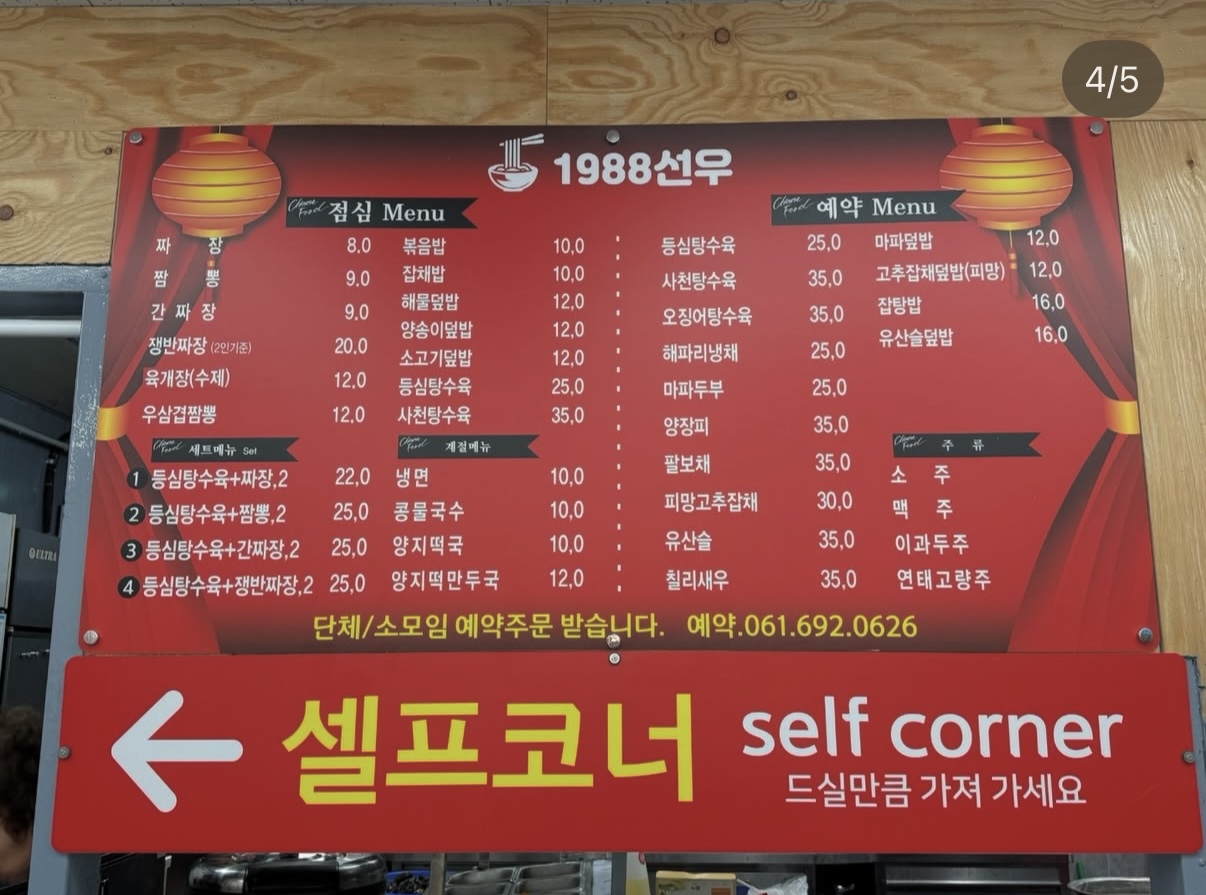 4/5
1988선우
Chinese Food 점심 Menu
짜 장 8.0
짬 뽕 9.0
간 짜 장 9.0
쟁반짜장 (2인기준) 20.0
육개장(수제) 12,0
우삼겹짬뽕 12,0
볶음밥 10,0
잡채밥 10,0
해물덮밥 12,0
양송이덮밥 12,0
소고기덮밥 12,0
등심탕수육 25,0
사천탕수육 35,0
Chinese Food 세트메뉴 Set
1 등심탕수육+짜장,2 22,0
2 등심탕수육+짬뽕,2 25,0
3 등심탕수육+간짜장,2 25,0
4 등심탕수육+쟁반짜장,2 25,0
Chinese Food 계절메뉴
냉면 10,0
콩물국수 10,0
양지떡국 10,0
양지떡만두국 12,0
Chinese Food 예약 Menu
등심탕수육 25,0
사천탕수육 35,0
오징어탕수육 35,0
해파리냉채 25,0
마파두부 25,0
양장피 35,0
팔보채 35,0
피망고추잡채 30,0
유산슬 35,0
칠리새우 35,0
마파덮밥 12,0
고추잡채덮밥(피망) 12,0
잡탕밥 16,0
유산슬덮밥 16,0
Chinese Food 주 류
소 주
맥 주
이과두주
연태고량주
단체/소모임 예약주문 받습니다. 예약.061.692.0626
셀프코너 self corner
드실만큼 가져 가세요
ULTRA